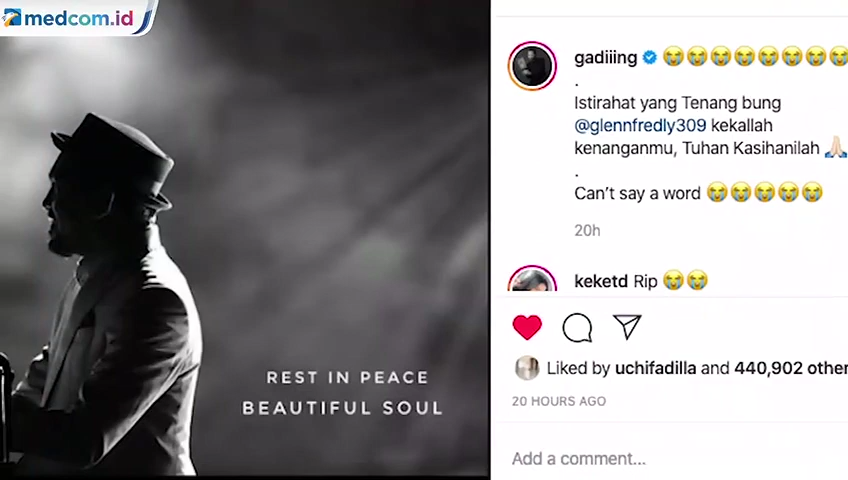 medcom.id
REST IN PEACE
BEAUTIFUL SOUL
gadiiing 😭😭😭😭😭😭😭😭
.
Istirahat yang Tenang bung
@glennfredly309 kekallah
kenanganmu, Tuhan Kasihanilah 🙏🏻
.
Can't say a word 😭😭😭😭😭
20h
keketd Rip 😭😭
Liked by uchifadilla and 440,902 other
20 HOURS AGO
Add a comment...